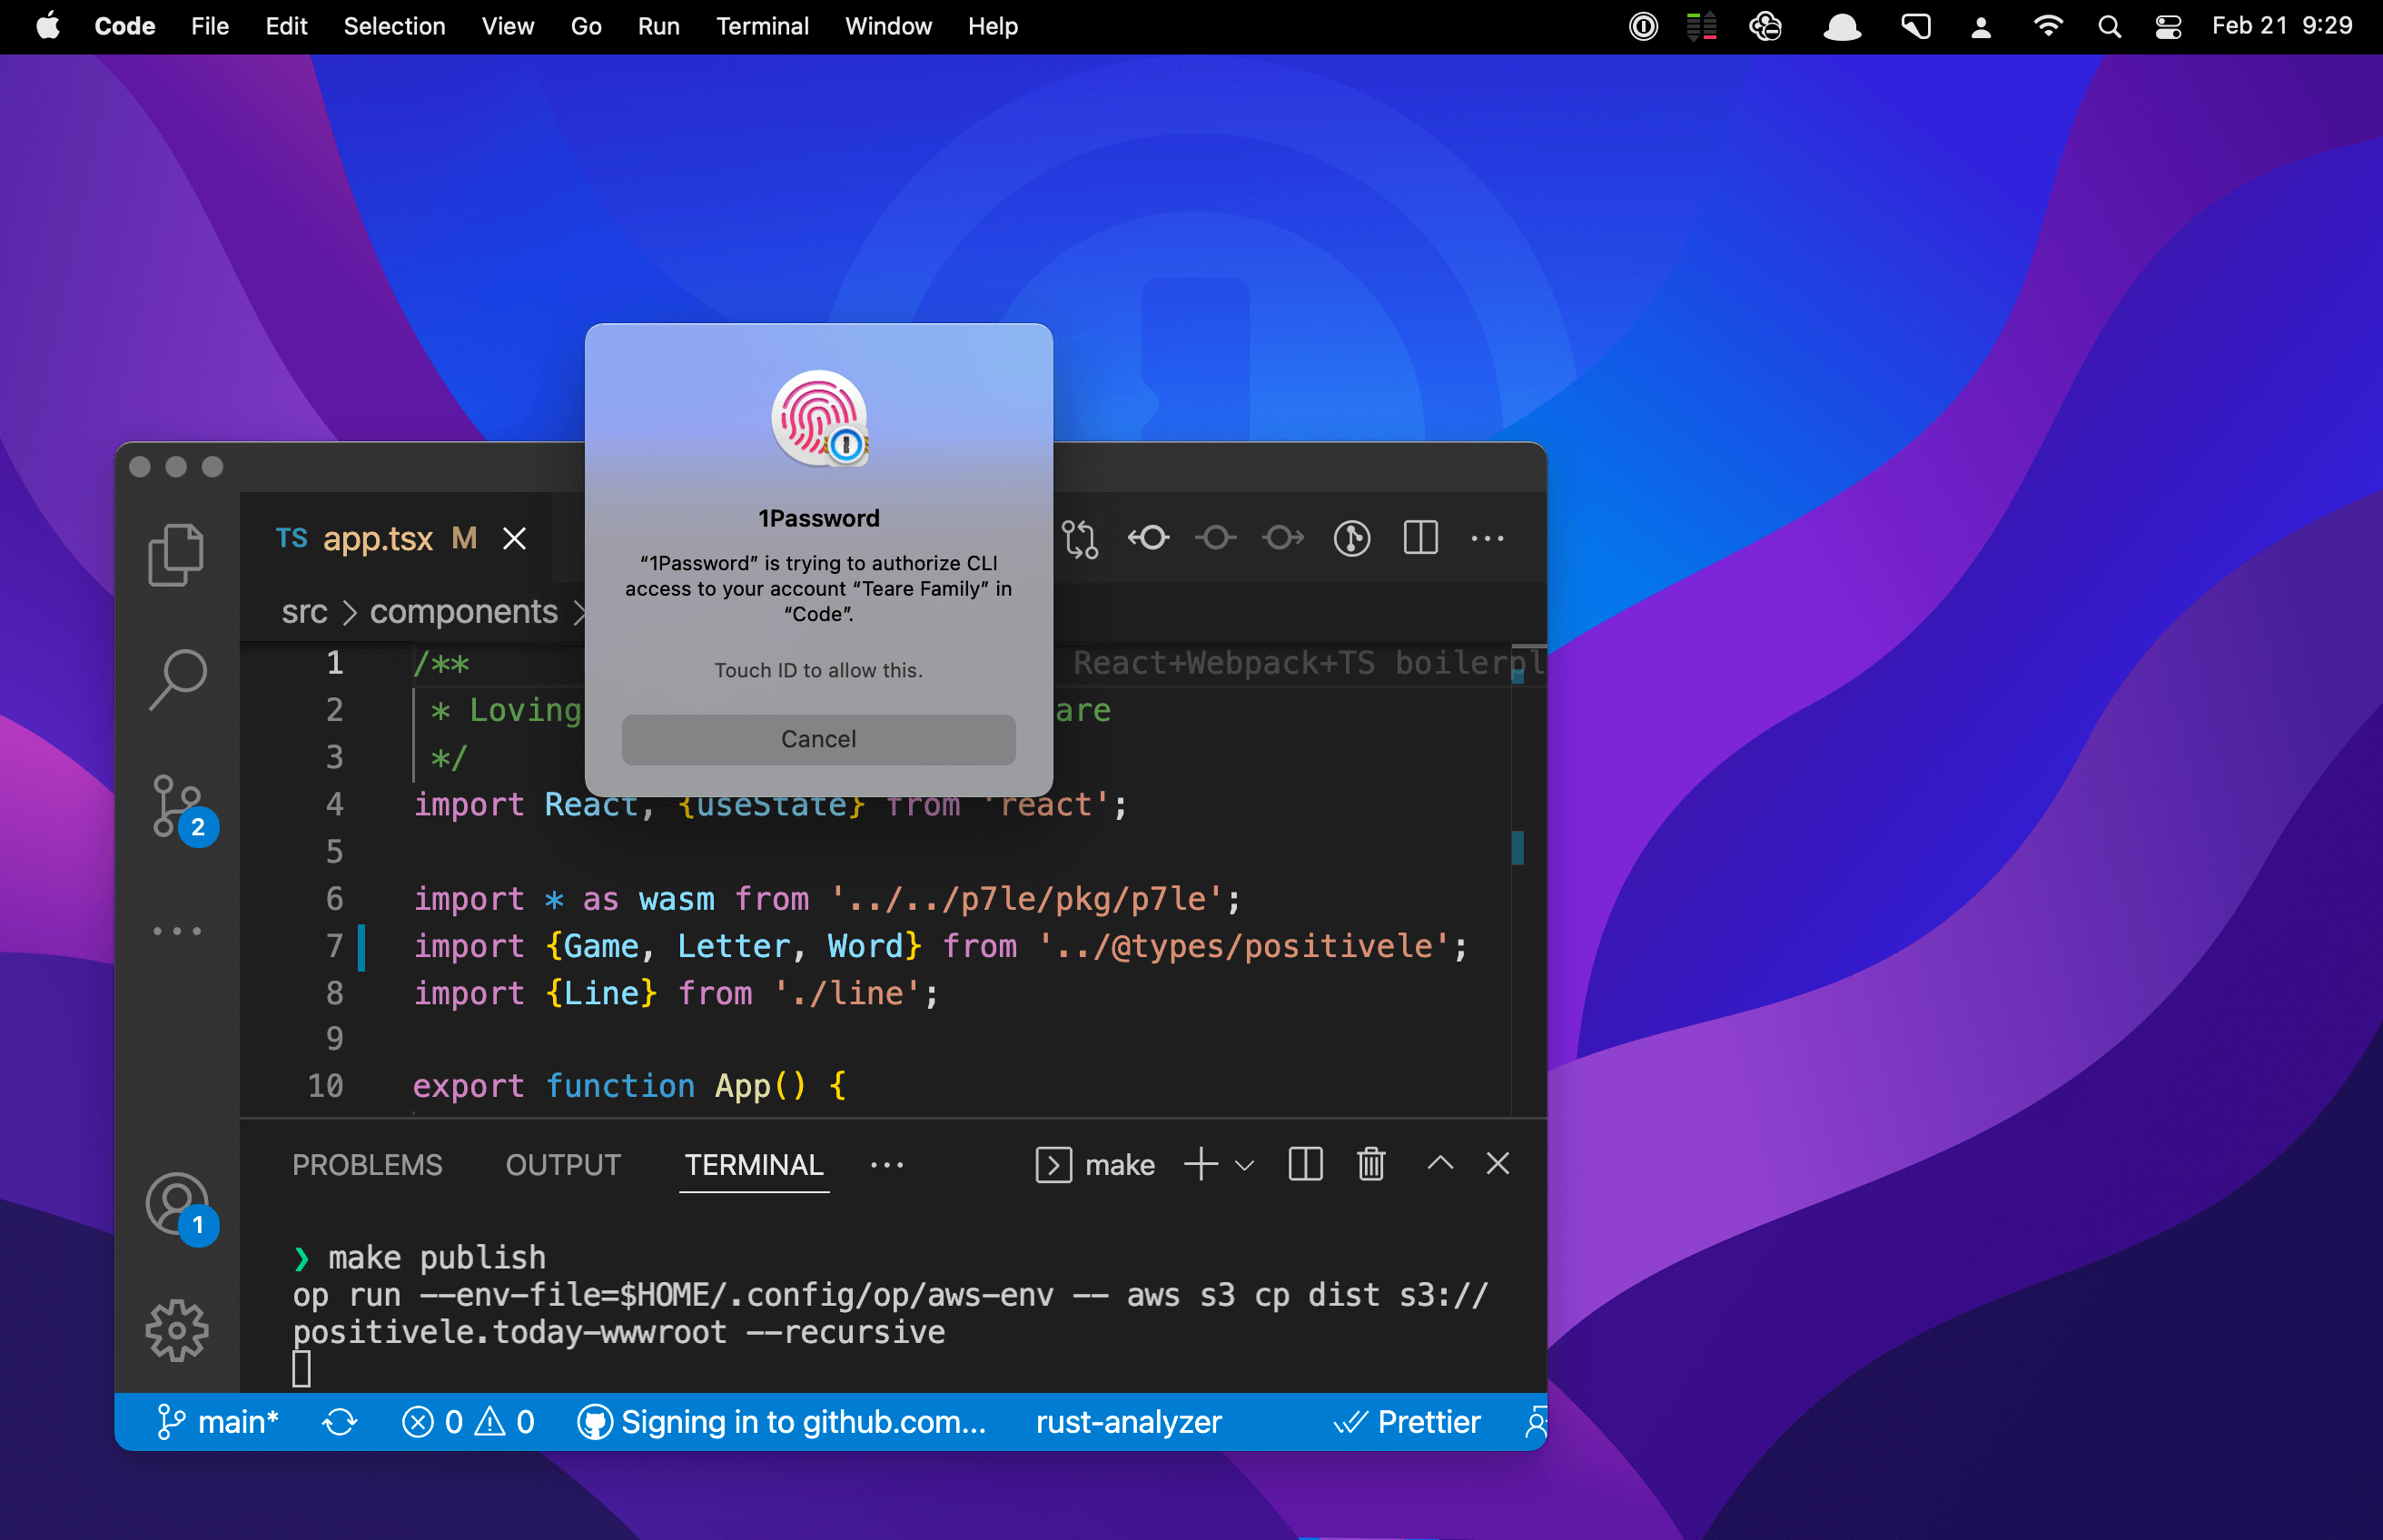 Code File Edit Selection View Go Run Terminal Window Help Feb 21 9:29
1Password
“1Password” is trying to authorize CLI
access to your account “Teare Family” in
“Code”.
Touch ID to allow this.
Cancel
TS app.tsx M
src > components >
1 /** React+Webpack+TS boilerpl
2 * Loving are
3 */
4 import React, {useState} from 'react';
5
6 import * as wasm from '../../p7le/pkg/p7le';
7 import {Game, Letter, Word} from '../@types/positivele';
8 import {Line} from './line';
9
10 export function App() {
2
1
PROBLEMS OUTPUT TERMINAL make
❯ make publish
op run --env-file=$HOME/.config/op/aws-env -- aws s3 cp dist s3://
positivele.today-wwwroot --recursive
main* 0 0 Signing in to github.com... rust-analyzer Prettier